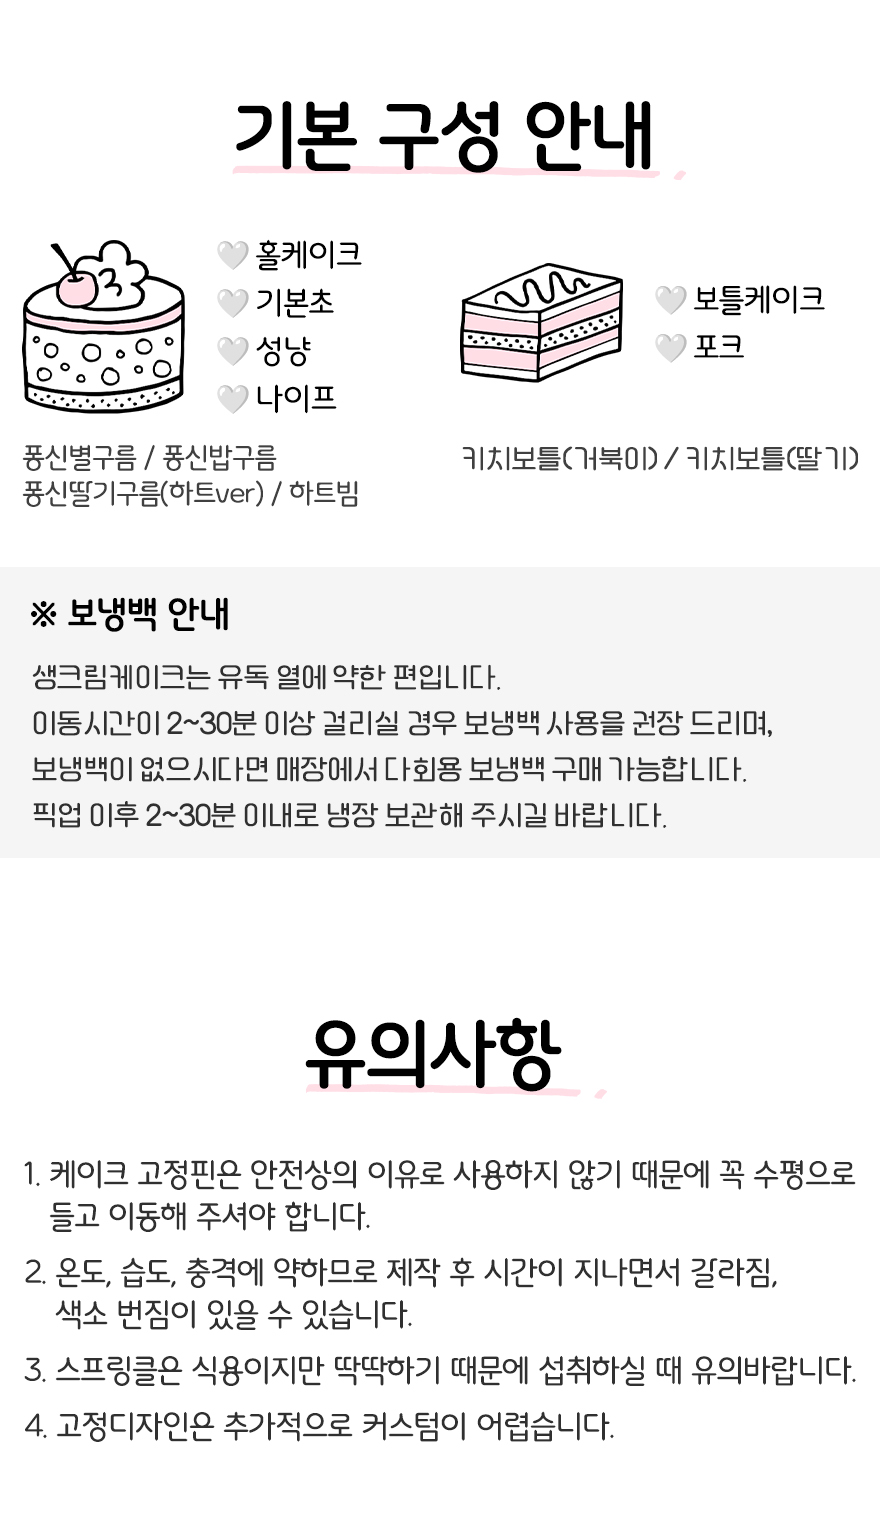 기본 구성 안내
🤍 홀케이크
🤍 기본초
🤍 성냥
🤍 나이프
퐁신별구름 / 퐁신밥구름
퐁신딸기구름(하트ver) / 하트빔
🤍 보틀케이크
🤍 포크
키치보틀(거북이) / 키치보틀(딸기)
※ 보냉백 안내
생크림케이크는 유독 열에 약한 편입니다.
이동시간이 2~30분 이상 걸리실 경우 보냉백 사용을 권장 드리며,
보냉백이 없으시다면 매장에서 다회용 보냉백 구매 가능합니다.
픽업 이후 2~30분 이내로 냉장 보관해 주시길 바랍니다.
유의사항
1. 케이크 고정핀은 안전상의 이유로 사용하지 않기 때문에 꼭 수평으로
들고 이동해 주셔야 합니다.
2. 온도, 습도, 충격에 약하므로 제작 후 시간이 지나면서 갈라짐,
색소 번짐이 있을 수 있습니다.
3. 스프링클은 식용이지만 딱딱하기 때문에 섭취하실 때 유의바랍니다.
4. 고정디자인은 추가적으로 커스텀이 어렵습니다.